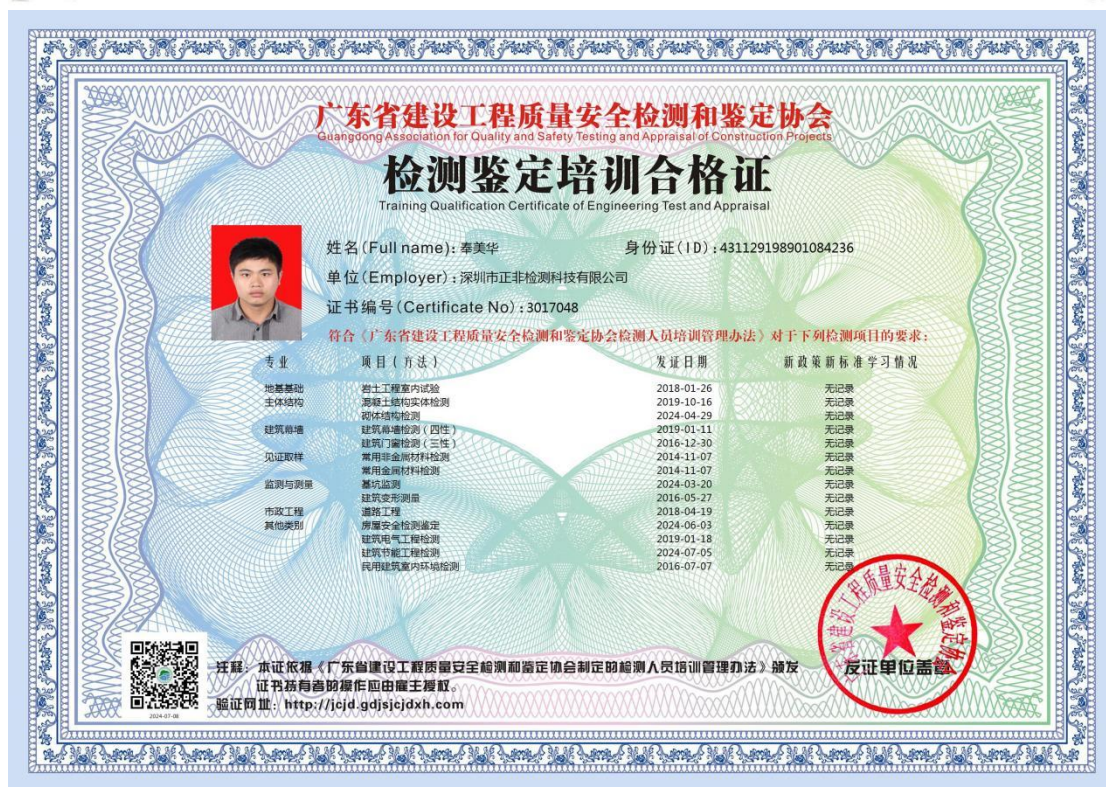 广东省建设工程质量安全检测和鉴定协会
Guangdong Association for Quality and Safety Testing and Appraisal of Construction Projects
检测鉴定培训合格证
Training Qualification Certificate of Engineering Test and Appraisal
姓名(Full name): 奉美华 身份证(ID): 431129198901084236
单位(Employer): 深圳市正非检测科技有限公司
证书编号(Certificate No): 3017048
符合《广东省建设工程质量安全检测和鉴定协会检测人员培训管理办法》对于下列检测项目的要求:
专业 项目(方法) 发证日期 新政策新标准学习情况
地基基础 岩土工程室内试验 2018-01-26 无记录
主体结构 混凝土结构实体检测 2019-10-16 无记录
砌体结构检测 2024-04-29 无记录
建筑幕墙 建筑幕墙检测(四性) 2019-01-11 无记录
建筑门窗检测(三性) 2016-12-30 无记录
见证取样 常用非金属材料检测 2014-11-07 无记录
常用金属材料检测 2014-11-07 无记录
监测与测量 基坑监测 2024-03-20 无记录
建筑变形测量 2016-05-27 无记录
市政工程 道路工程 2018-04-19 无记录
其他类别 房屋安全检测鉴定 2024-06-03 无记录
建筑电气工程检测 2019-01-18 无记录
建筑节能工程检测 2024-07-05 无记录
民用建筑室内环境检测 2016-07-07 无记录
广东省建设工程质量安全检测和鉴定协会
发证单位盖章
注释: 本证依据《广东省建设工程质量安全检测和鉴定协会制定的检测人员培训管理办法》颁发
证书持有者的操作应由雇主授权。
验证网址: http://jcjd.gdjsjcjdxh.com
2024-07-08